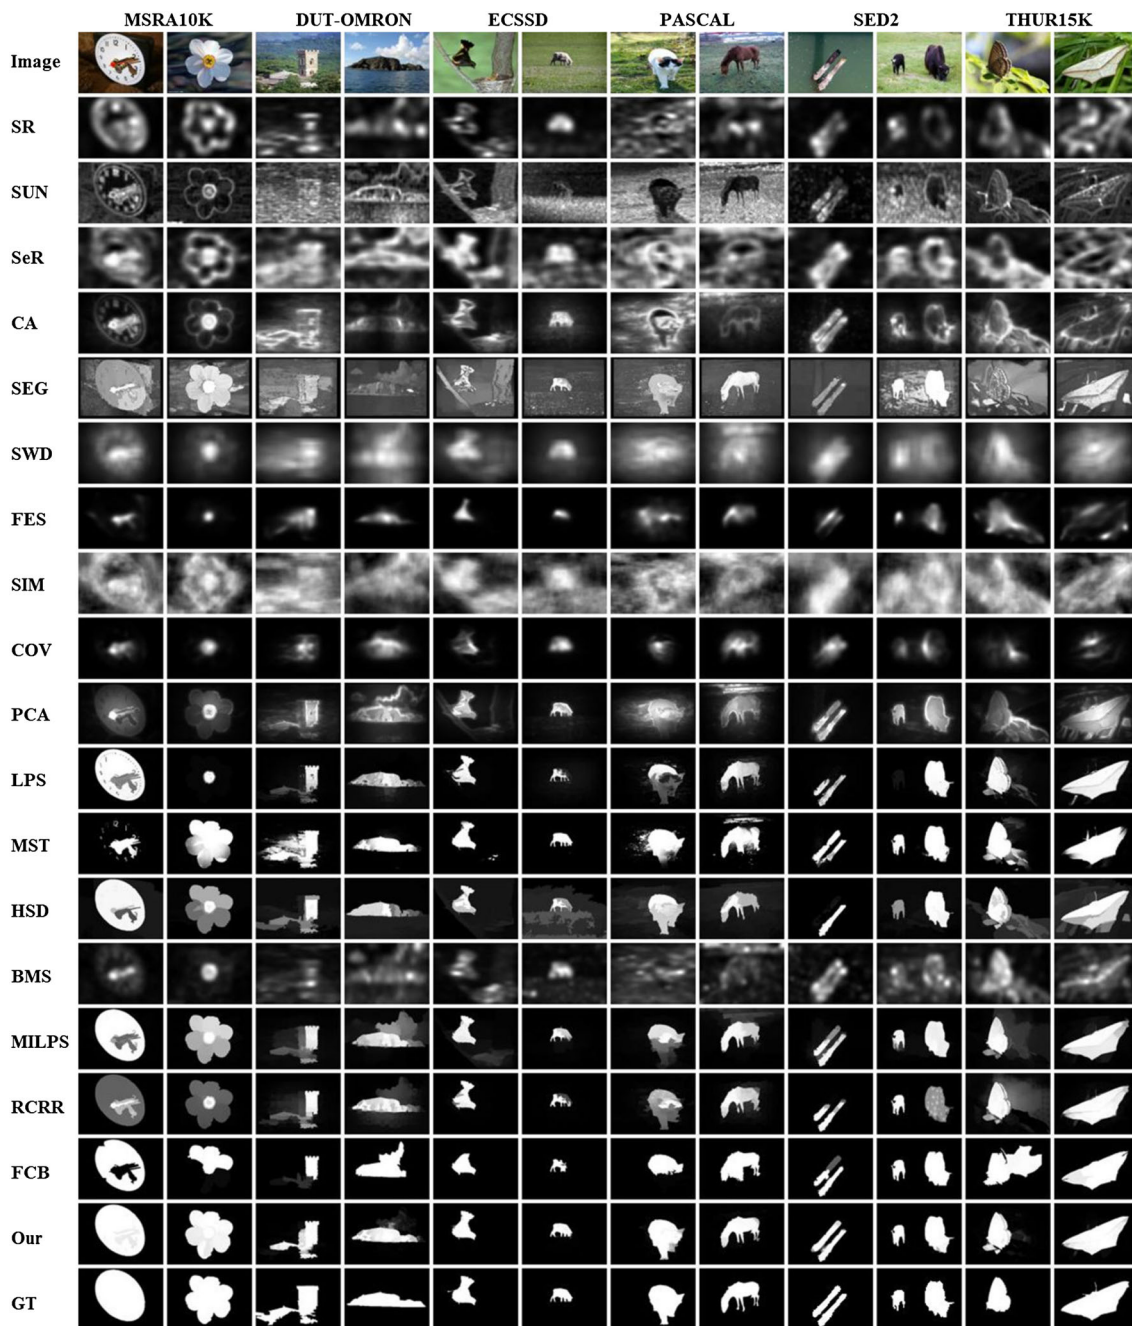 MSRA10K DUT-OMRON ECSSD PASCAL SED2 THUR15K
Image
SR
SUN
SeR
CA
SEG
SWD
FES
SIM
COV
PCA
LPS
MST
HSD
BMS
MILPS
RCRR
FCB
Our
GT